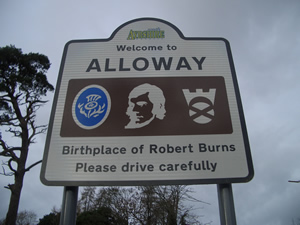 Welcome to
ALLOWAY
Birthplace of Robert Burns
Please drive carefully